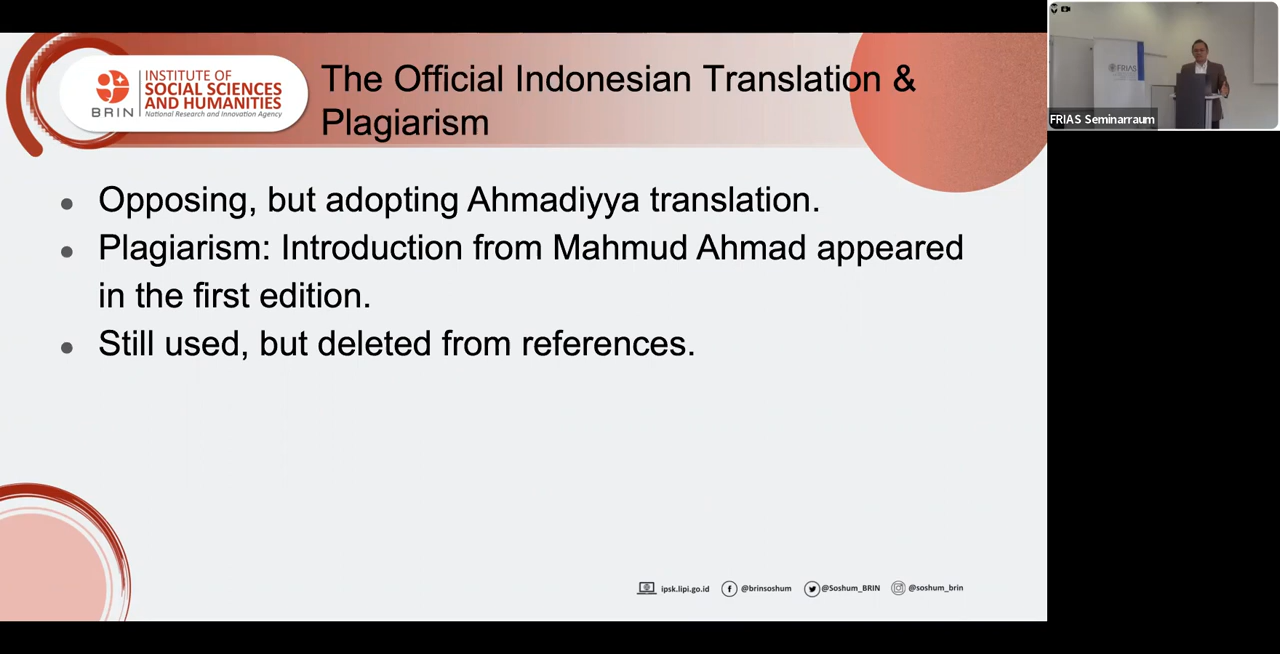 INSTITUTE OF
SOCIAL SCIENCES
AND HUMANITIES
BRIN
National Research and Innovation Agency
The Official Indonesian Translation &
Plagiarism
FRIAS
FRIAS Seminarraum
• Opposing, but adopting Ahmadiyya translation.
• Plagiarism: Introduction from Mahmud Ahmad appeared
in the first edition.
• Still used, but deleted from references.
ipsk.lipi.go.id @brinsoshum @Soshum_BRIN @soshum_brin